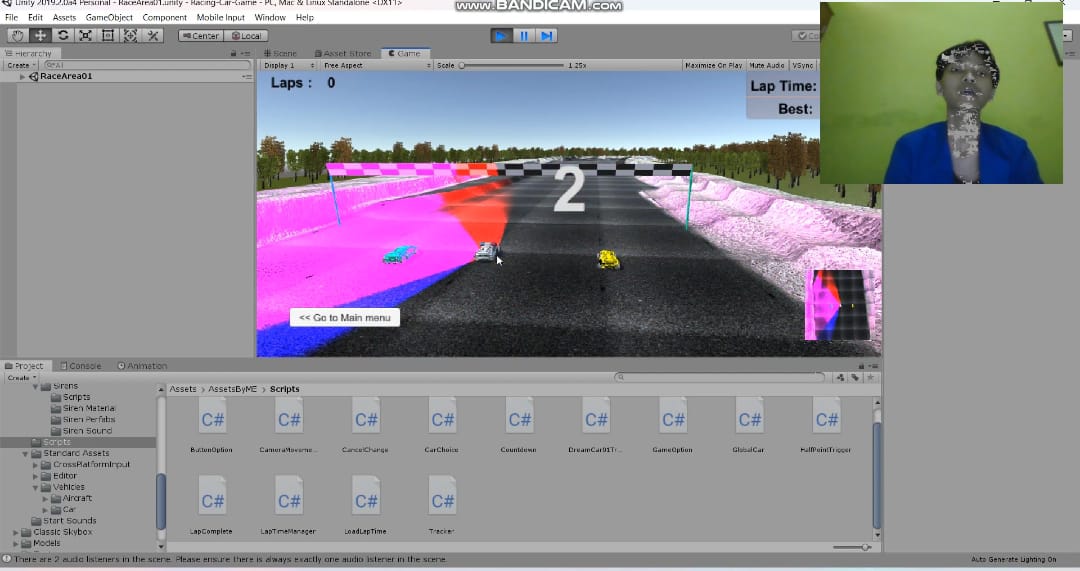 www.BANDICAM.com
Unity 2019.2.0a4 Personal - RaceArea01.unity - Racing-Car-Game - PC, Mac & Linux Standalone <DX11>
File Edit Assets GameObject Component Mobile Input Window Help
Center Local
Hierarchy
Scene Asset Store Game
Create
Display 1 Free Aspect Scale 1.25x Maximize On Play Mute Audio VSync
RaceArea01
Laps : 0
Lap Time:
Best:
2
<< Go to Main menu
Project Console Animation
Create
Assets > AssetsByME > Scripts
Sirens
Scripts
Siren Material
Siren Perfabs
Siren Sound
Scripts
Standard Assets
CrossPlatformInput
Editor
Vehicles
Aircraft
Car
Start Sounds
Classic Skybox
Models
C# C# C# C# C# C# C# C# C#
ButtonOption CameraMoveme... CancelChange CarChoice Countdown DreamCar01Tr... GameOption GlobalCar HalfPointTrigger
C# C# C# C#
LapComplete LapTimeManager LoadLapTime Tracker
There are 2 audio listeners in the scene. Please ensure there is always exactly one audio listener in the scene.
Auto Generate Lighting On